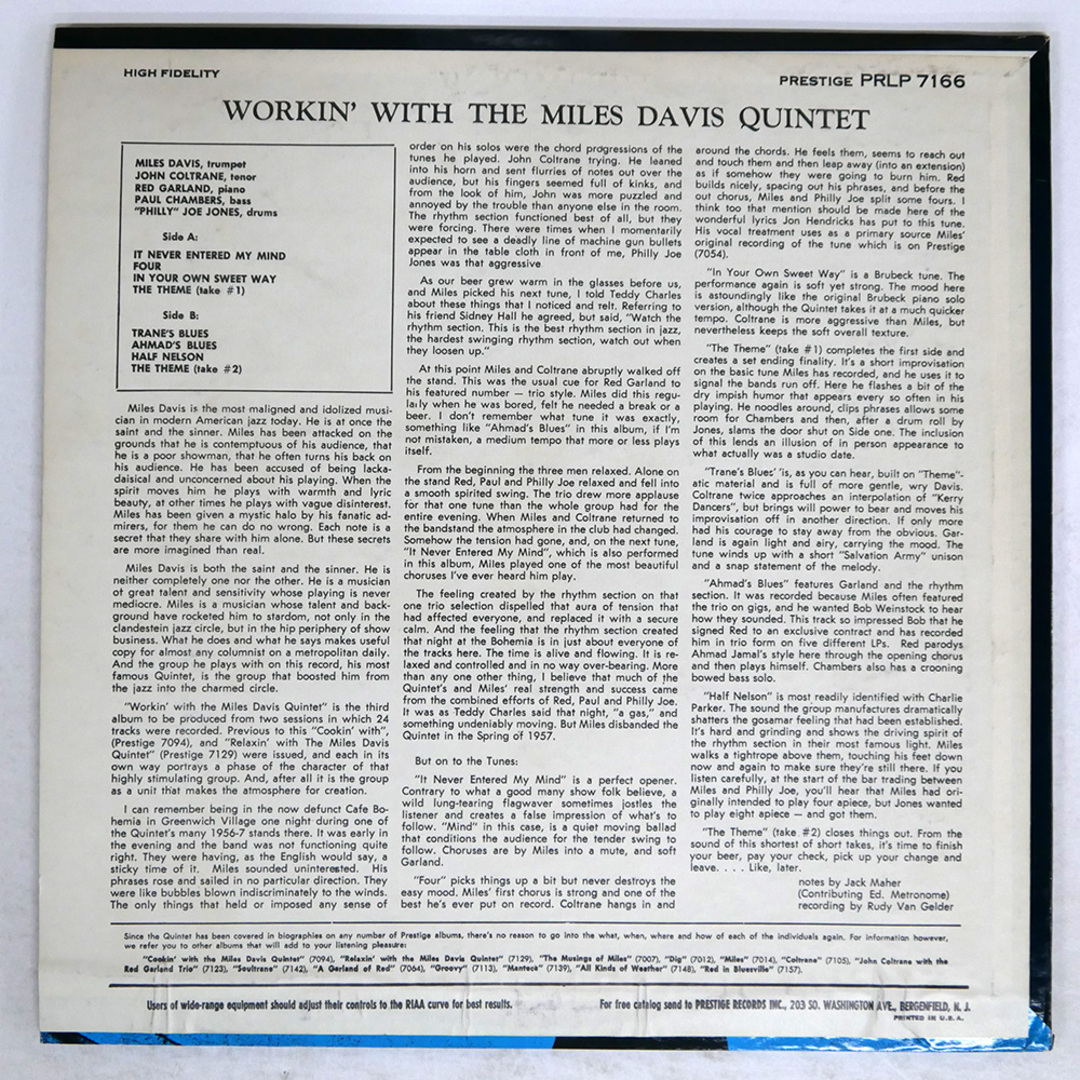 HIGH FIDELITY
PRESTIGE PRLP 7166
WORKIN' WITH THE MILES DAVIS QUINTET
MILES DAVIS, trumpet
JOHN COLTRANE, tenor
RED GARLAND, piano
PAUL CHAMBERS, bass
"PHILLY" JOE JONES, drums
Side A:
IT NEVER ENTERED MY MIND
FOUR
IN YOUR OWN SWEET WAY
THE THEME (take #1)
Side B:
TRANE'S BLUES
AHMAD'S BLUES
HALF NELSON
THE THEME (take #2)
Miles Davis is the most maligned and idolized musi-
cian in modern American jazz today. He is at once the
saint and the sinner. Miles has been attacked on the
grounds that he is contemptuous of his audience, that
he is a poor showman, that he often turns his back on
his audience. He has been accused of being lacka-
daisical and unconcerned about his playing. When the
spirit moves him he plays with warmth and lyric
beauty, at other times he plays with vague disinterest.
Miles has been given a mystic halo by his fanatic ad-
mirers, for them he can do no wrong. Each note is a
secret that they share with him alone. But these secrets
are more imagined than real.
Miles Davis is both the saint and the sinner. He is
neither completely one nor the other. He is a musician
of great talent and sensitivity whose playing is never
mediocre. Miles is a musician whose talent and back-
ground have rocketed him to stardom, not only in the
clandestein jazz circle, but in the hip periphery of show
business. What he does and what he says makes useful
copy for almost any columnist on a metropolitan daily.
And the group he plays with on this record, his most
famous Quintet, is the group that boosted him from
the jazz into the charmed circle.
"Workin' with the Miles Davis Quintet" is the third
album to be produced from two sessions in which 24
tracks were recorded. Previous to this "Cookin' with",
(Prestige 7094), and "Relaxin' with The Miles Davis
Quintet" (Prestige 7129) were issued, and each in its
own way portrays a phase of the character of that
highly stimulating group. And, after all it is the group
as a unit that makes the atmosphere for creation.
I can remember being in the now defunct Cafe Bo-
hemia in Greenwich Village one night during one of
the Quintet's many 1956-7 stands there. It was early in
the evening and the band was not functioning quite
right. They were having, as the English would say, a
sticky time of it. Miles sounded uninterested. His
phrases rose and sailed in no particular direction. They
were like bubbles blown indiscriminately to the winds.
The only things that held or imposed any sense of
order on his solos were the chord progressions of the
tunes he played. John Coltrane trying. He leaned
into his horn and sent flurries of notes out over the
audience, but his fingers seemed full of kinks, and
from the look of him, John was more puzzled and
annoyed by the trouble than anyone else in the room.
The rhythm section functioned best of all, but they
were forcing. There were times when I momentarily
expected to see a deadly line of machine gun bullets
appear in the table cloth in front of me, Philly Joe
Jones was that aggressive
As our beer grew warm in the glasses before us,
and Miles picked his next tune, I told Teddy Charles
about these things that I noticed and relt. Referring to
his friend Sidney Hall he agreed, but said, "Watch the
rhythm section. This is the best rhythm section in jazz,
the hardest swinging rhythm section, watch out when
they loosen up."
At this point Miles and Coltrane abruptly walked off
the stand. This was the usual cue for Red Garland to
his featured number — trio style. Miles did this regu-
larly when he was bored, felt he needed a break or a
beer. I don't remember what tune it was exactly,
something like "Ahmad's Blues" in this album, if I'm
not mistaken, a medium tempo that more or less plays
itself.
From the beginning the three men relaxed. Alone on
the stand Red, Paul and Philly Joe relaxed and fell into
a smooth spirited swing. The trio drew more applause
for that one tune than the whole group had for the
entire evening. When Miles and Coltrane returned to
the bandstand the atmosphere in the club had changed.
Somehow the tension had gone, and, on the next tune,
"It Never Entered My Mind", which is also performed
in this album, Miles played one of the most beautiful
choruses I've ever heard him play.
The feeling created by the rhythm section on that
one trio selection dispelled that aura of tension that
had affected everyone, and replaced it with a secure
calm. And the feeling that the rhythm section created
that night at the Bohemia is in just about everyone of
the tracks here. The time is alive and flowing. It is re-
laxed and controlled and in no way over-bearing. More
than any one other thing, I believe that much of the
Quintet's and Miles' real strength and success came
from the combined efforts of Red, Paul and Philly Joe.
It was as Teddy Charles said that night, "a gas," and
something undeniably moving. But Miles disbanded the
Quintet in the Spring of 1957.
But on to the Tunes:
"It Never Entered My Mind" is a perfect opener.
Contrary to what a good many show folk believe, a
wild lung-tearing flagwaver sometimes jostles the
listener and creates a false impression of what's to
follow. "Mind" in this case, is a quiet moving ballad
that conditions the audience for the tender swing to
follow. Choruses are by Miles into a mute, and soft
Garland.
"Four" picks things up a bit but never destroys the
easy mood. Miles' first chorus is strong and one of the
best he's ever put on record. Coltrane hangs in and
around the chords. He feels them, seems to reach out
and touch them and then leap away (into an extension)
as if somehow they were going to burn him. Red
builds nicely, spacing out his phrases, and before the
out chorus, Miles and Philly Joe split some fours. I
think too that mention should be made here of the
wonderful lyrics Jon Hendricks has put to this tune.
His vocal treatment uses as a primary source Miles'
original recording of the tune which is on Prestige
(7054).
"In Your Own Sweet Way" is a Brubeck tune. The
performance again is soft yet strong. The mood here
is astoundingly like the original Brubeck piano solo
version, although the Quintet takes it at a much quicker
tempo. Coltrane is more aggressive than Miles, but
nevertheless keeps the soft overall texture.
"The Theme" (take #1) completes the first side and
creates a set ending finality. It's a short improvisation
on the basic tune Miles has recorded, and he uses it to
signal the bands run off. Here he flashes a bit of the
dry impish humor that appears every so often in his
playing. He noodles around, clips phrases allows some
room for Chambers and then, after a drum roll by
Jones, slams the door shut on Side one. The inclusion
of this lends an illusion of in person appearance to
what actually was a studio date.
"Trane's Blues' 'is, as you can hear, built on "Theme"-
atic material and is full of more gentle, wry Davis.
Coltrane twice approaches an interpolation of "Kerry
Dancers", but brings will power to bear and moves his
improvisation off in another direction. If only more
had his courage to stay away from the obvious. Gar-
land is again light and airy, carrying the mood. The
tune winds up with a short "Salvation Army" unison
and a snap statement of the melody.
"Ahmad's Blues" features Garland and the rhythm
section. It was recorded because Miles often featured
the trio on gigs, and he wanted Bob Weinstock to hear
how they sounded. This track so impressed Bob that he
signed Red to an exclusive contract and has recorded
him in trio form on five different LPs. Red parodys
Ahmad Jamal's style here through the opening chorus
and then plays himself. Chambers also has a crooning
bowed bass solo.
"Half Nelson" is most readily identified with Charlie
Parker. The sound the group manufactures dramatically
shatters the gosamar feeling that had been established.
It's hard and grinding and shows the driving spirit of
the rhythm section in their most famous light. Miles
walks a tightrope above them, touching his feet down
now and again to make sure they're still there. If you
listen carefully, at the start of the bar trading between
Miles and Philly Joe, you'll hear that Miles had ori-
ginally intended to play four apiece, but Jones wanted
to play eight apiece — and got them.
"The Theme" (take #2) closes things out. From the
sound of this shortest of short takes, it's time to finish
your beer, pay your check, pick up your change and
leave. . . . Like, later.
notes by Jack Maher
(Contributing Ed. Metronome)
recording by Rudy Van Gelder
Since the Quintet has been covered in biographies on any number of Prestige albums, there's no reason to go into the what, when, where and how of each of the individuals again. For information however,
we refer you to other albums that will add to your listening pleasure:
"Cookin' with the Miles Davis Quintet" (7094), "Relaxin' with the Miles Davis Quintet" (7129), "The Musings of Miles" (7007), "Dig" (7012), "Miles" (7014), "Coltrane" (7105), "John Coltrane with the
Red Garland Trio" (7123), "Soultrane" (7142), "A Garland of Red" (7064), "Groovy" (7113), "Manteca" (7139), "All Kinds of Weather" (7148), "Red in Bluesville" (7157).
Users of wide-range equipment should adjust their controls to the RIAA curve for best results.
For free catalog send to PRESTIGE RECORDS INC., 203 SO. WASHINGTON AVE., BERGENFIELD, N. J.
PRINTED IN U.S.A.